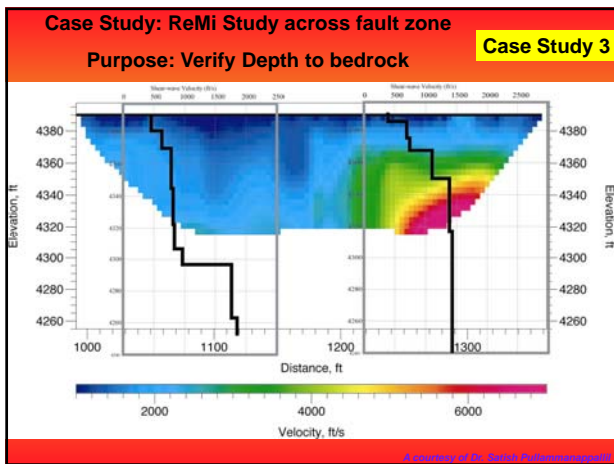 Case Study: ReMi Study across fault zone
Purpose: Verify Depth to bedrock
Case Study 3
Shear-wave Velocity (ft/s)
0 500 1000 1500 2000 250
Shear-wave Velocity (ft/s)
0 500 1000 1500 2000 2500
4380
4360
4340
4320
4300
4280
4260
Elevation, ft
4380
4360
4340
4320
4300
4280
4260
Elevation, ft
1000 1100 1200 1300
Distance, ft
2000 4000 6000
Velocity, ft/s
A courtesy of Dr. Satish Pullammanappallil